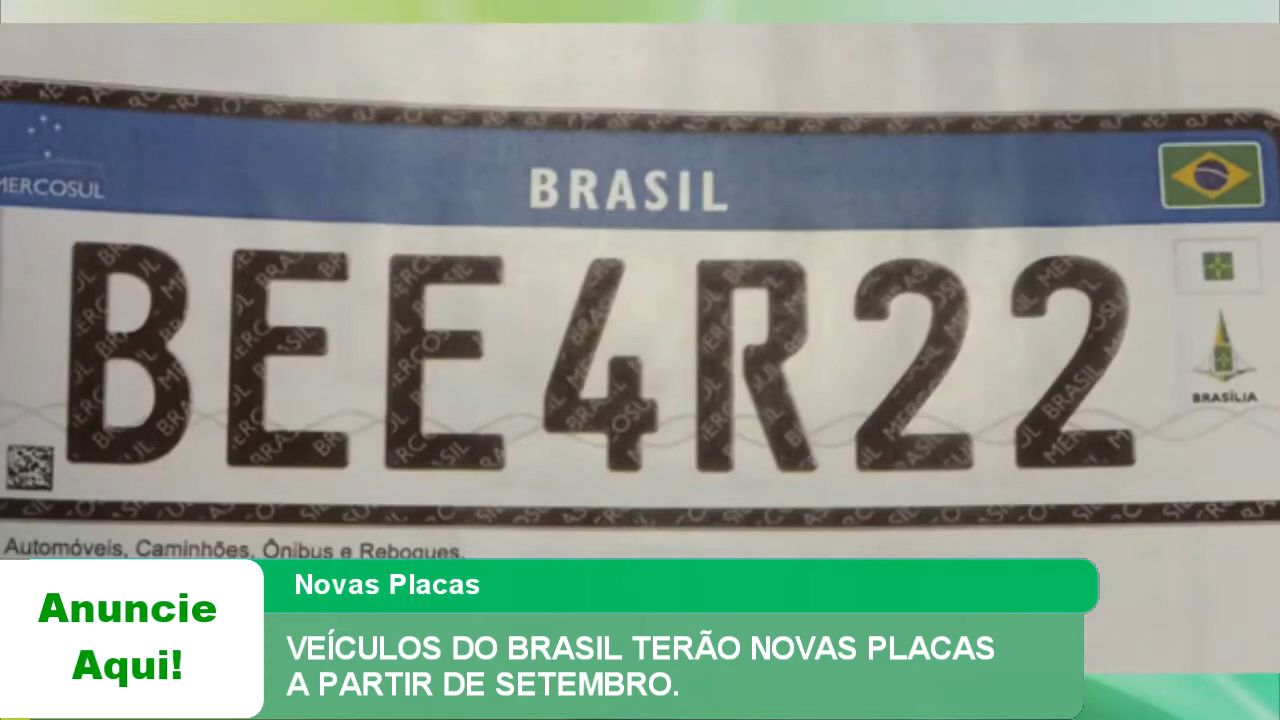 MERCOSUL
BRASIL
BEE4R22
BRASÍLIA
Automóveis, Caminhões, Ônibus e Reboques.
Anuncie
Aqui!
Novas Placas
VEÍCULOS DO BRASIL TERÃO NOVAS PLACAS
A PARTIR DE SETEMBRO.